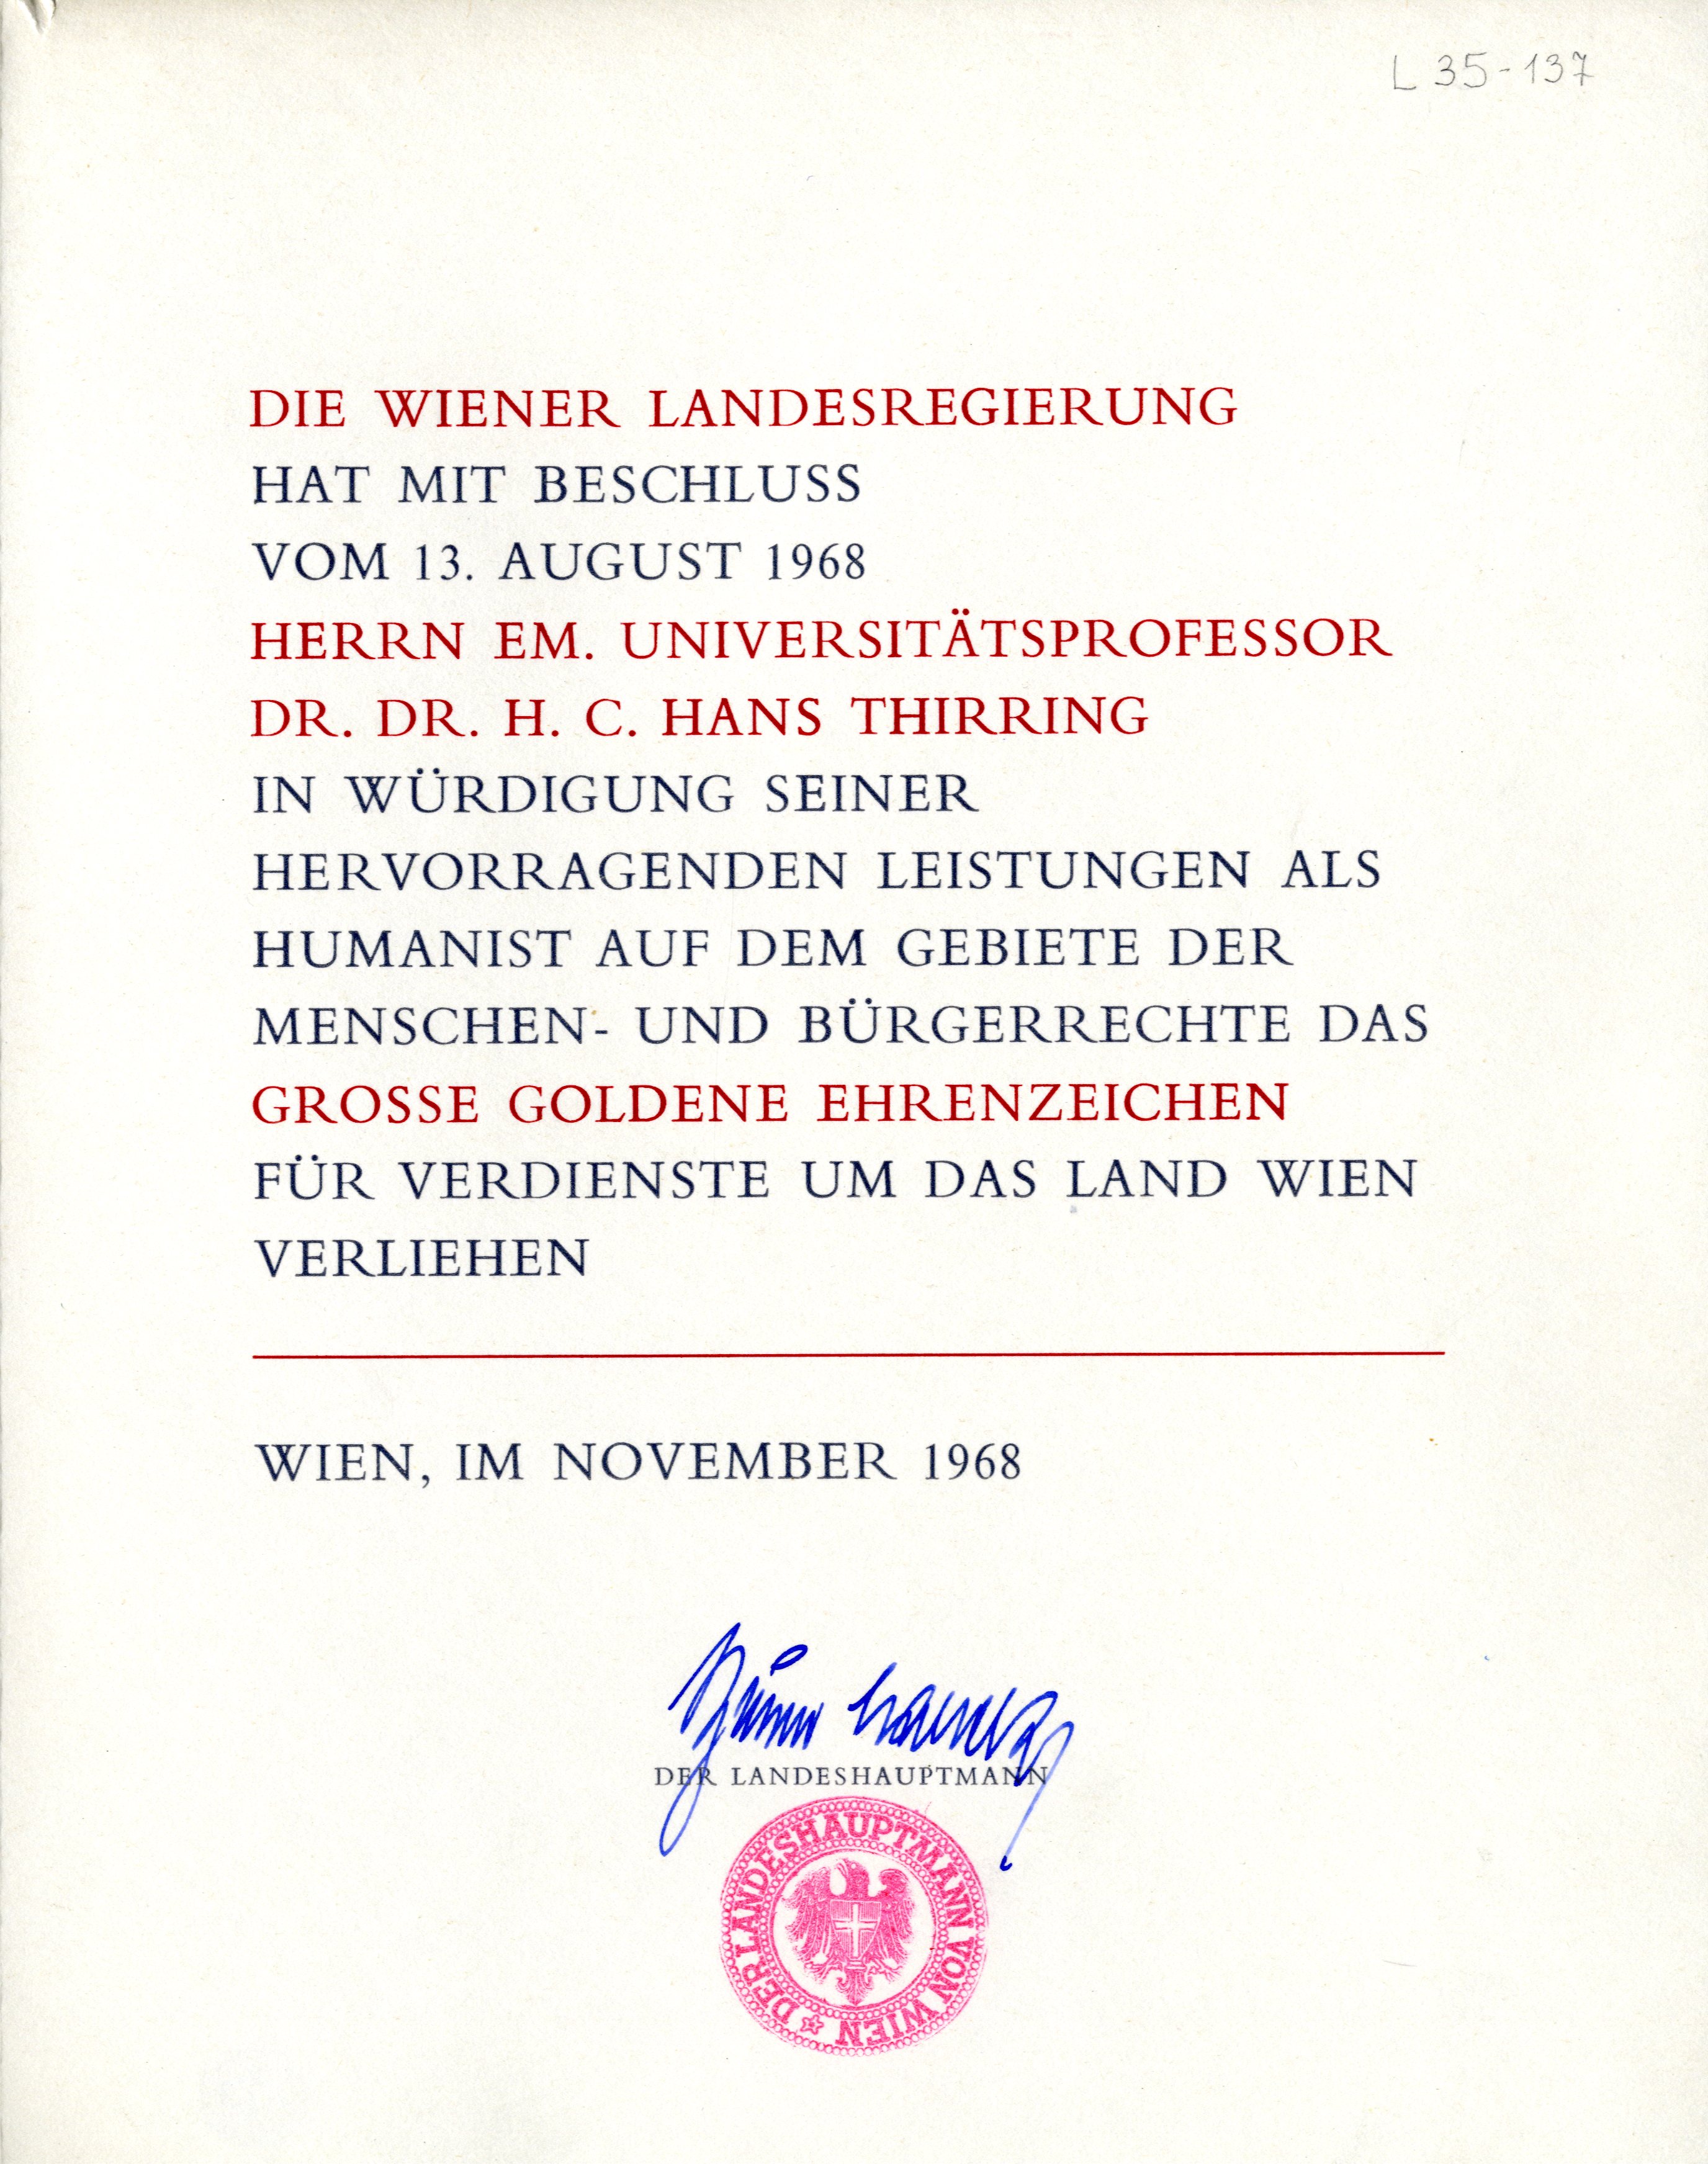 L 35-137
DIE WIENER LANDESREGIERUNG
HAT MIT BESCHLUSS
VOM 13. AUGUST 1968
HERRN EM. UNIVERSITÄTSPROFESSOR
DR. DR. H. C. HANS THIRRING
IN WÜRDIGUNG SEINER
HERVORRAGENDEN LEISTUNGEN ALS
HUMANIST AUF DEM GEBIETE DER
MENSCHEN- UND BÜRGERRECHTE DAS
GROSSE GOLDENE EHRENZEICHEN
FÜR VERDIENSTE UM DAS LAND WIEN
VERLIEHEN
WIEN, IM NOVEMBER 1968
DER LANDESHAUPTMANN
DER LANDESHAUPTMANN VON WIEN